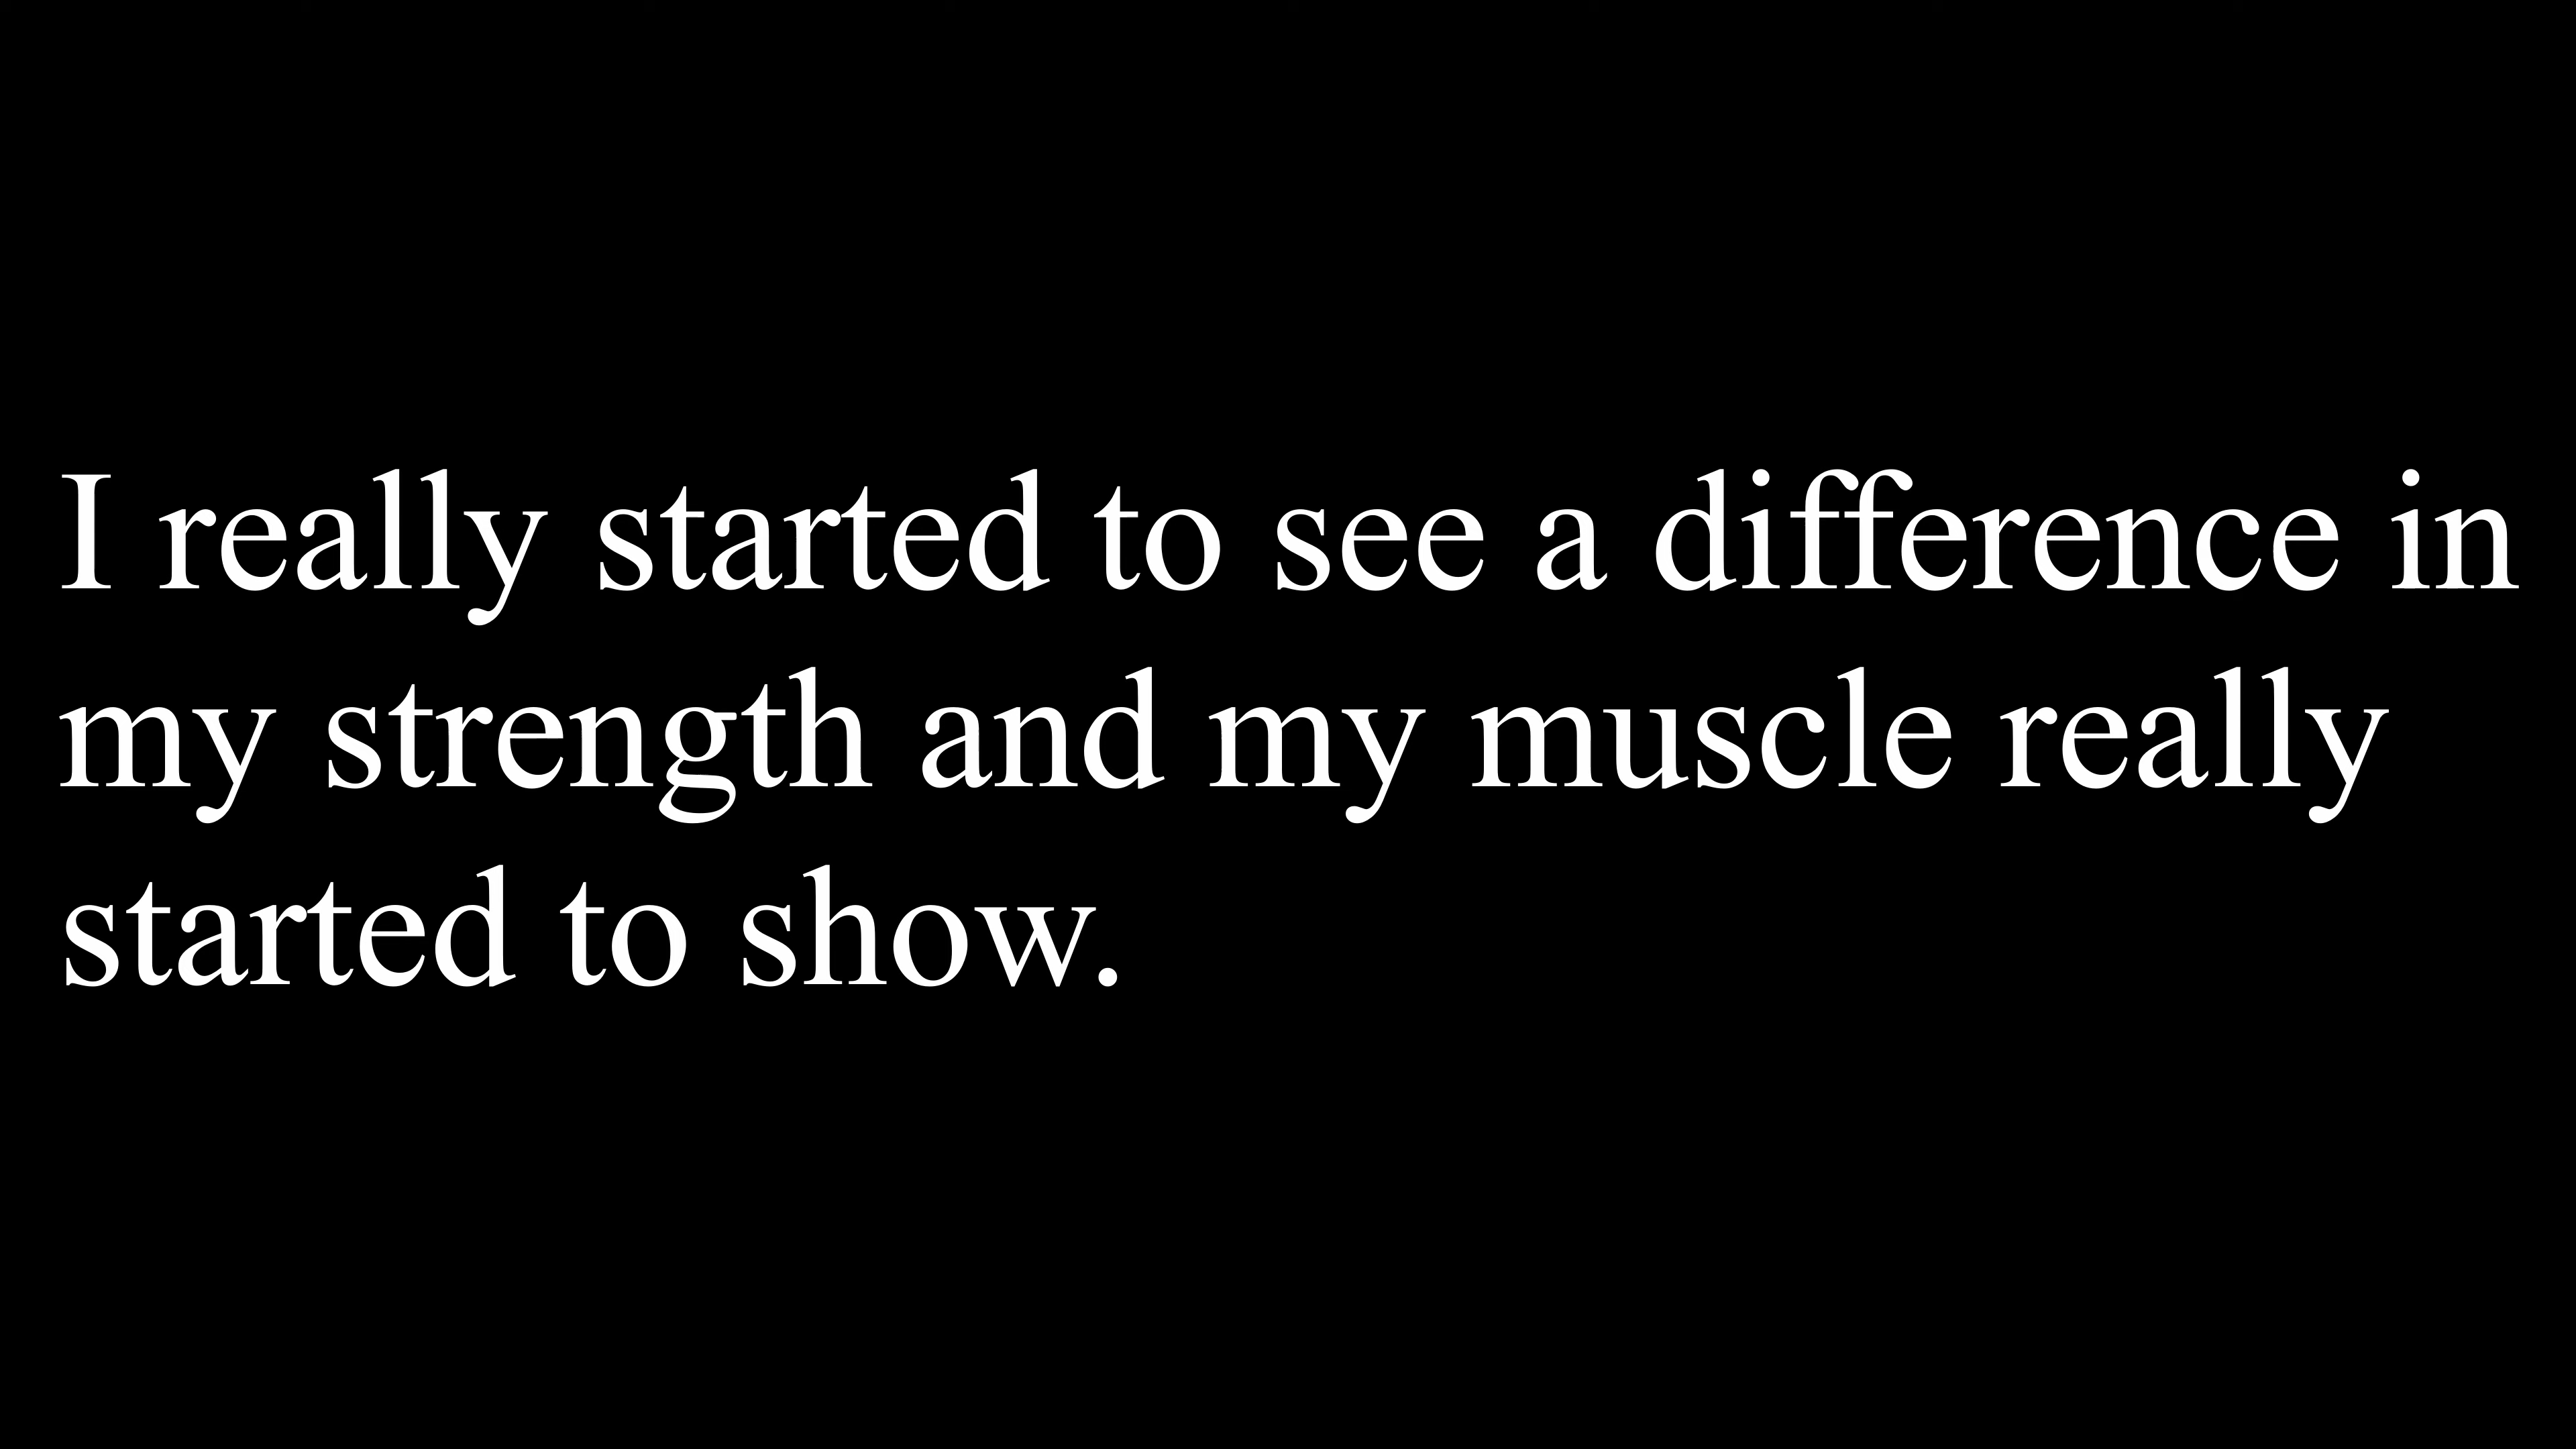 I really started to see a difference in
my strength and my muscle really
started to show.